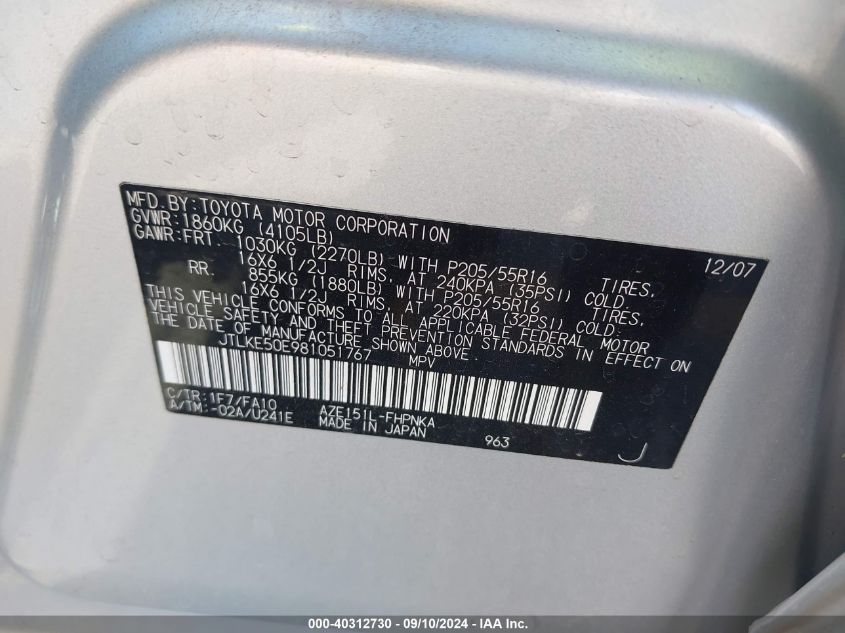 MFD.BY:TOYOTA MOTOR CORPORATION 12/07
GVWR:1860KG (4105LB)
GAWR:FRT. 1030KG (2270LB) WITH P205/55R16 TIRES,
16X6 1/2J RIMS, AT 240KPA (35PSI) COLD.
RR. 855KG (1880LB) WITH P205/55R16 TIRES,
16X6 1/2J RIMS, AT 220KPA (32PSI) COLD.
THIS VEHICLE CONFORMS TO ALL APPLICABLE FEDERAL MOTOR
VEHICLE SAFETY AND THEFT PREVENTION STANDARDS IN EFFECT ON
THE DATE OF MANUFACTURE SHOWN ABOVE.
JTLKE50E981051767 MPV
C/TR:1F7/FA10 AZE151L-FHPNKA
A/TM:-02A/U241E MADE IN JAPAN 963
J
000-40312730 - 09/10/2024 - IAA Inc.